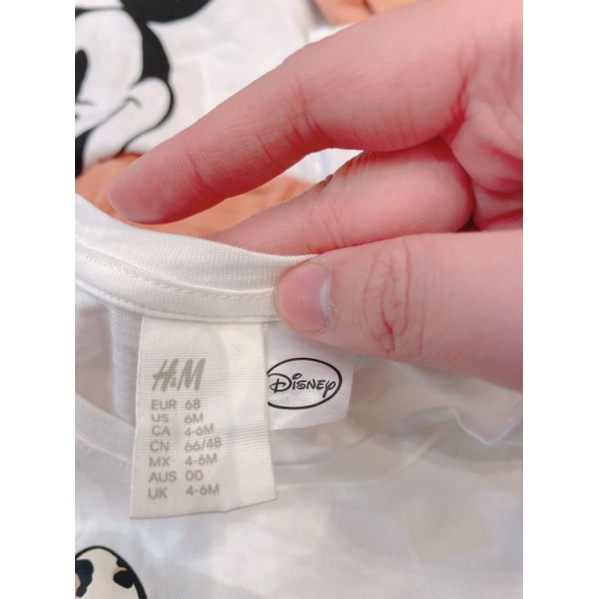 H&M
Disney
EUR 68
US 6M
CA 4-6M
CN 66/48
MX 4-6M
AUS 00
UK 4-6M